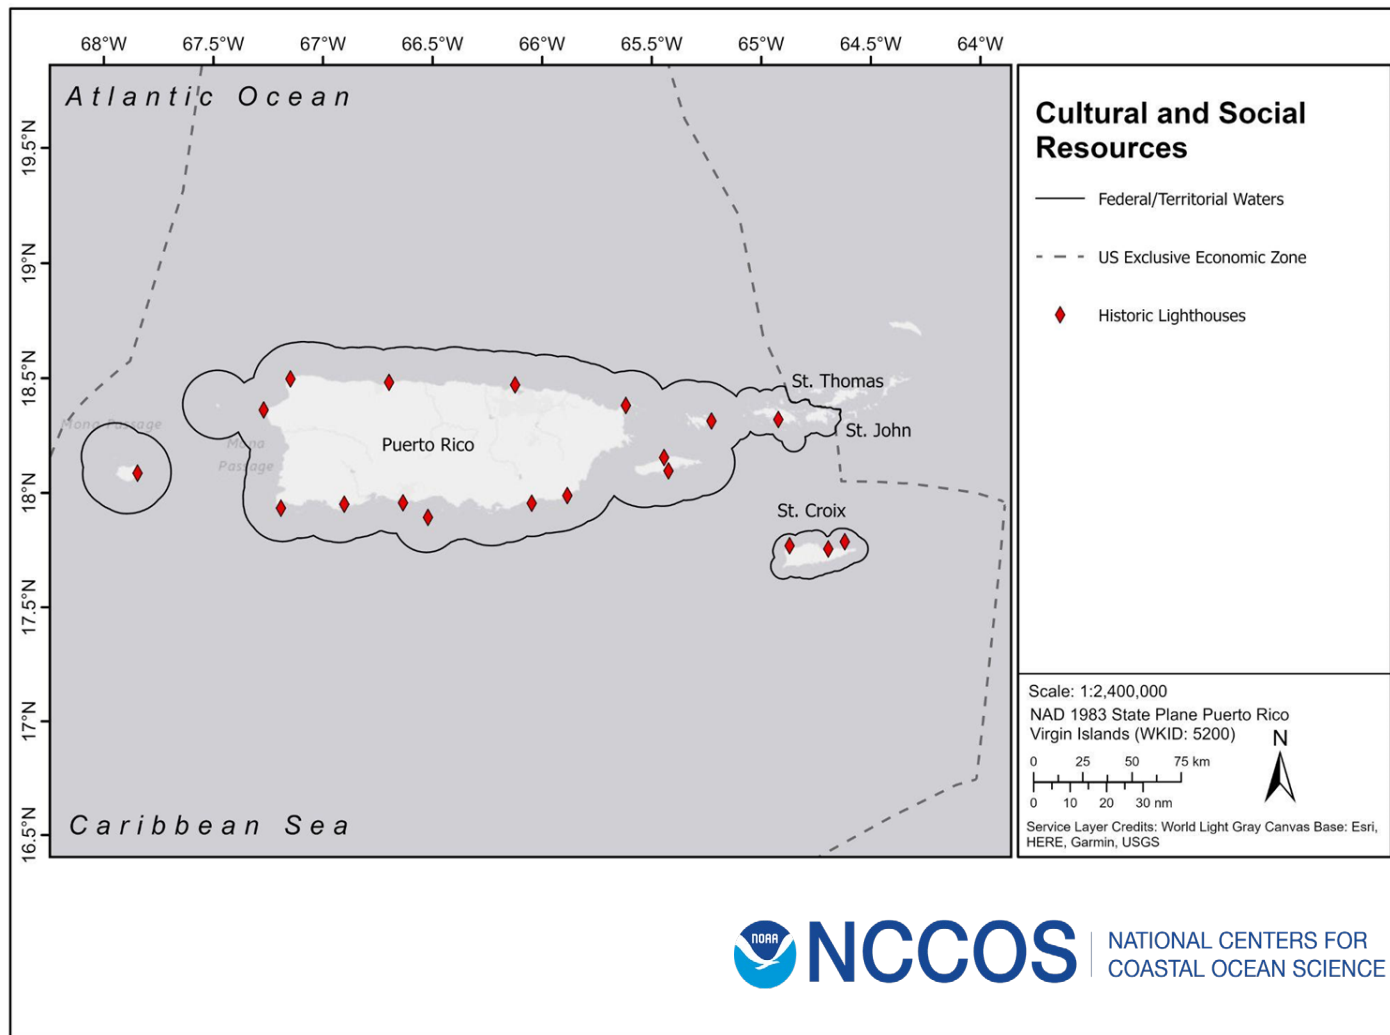 68°W 67.5°W 67°W 66.5°W 66°W 65.5°W 65°W 64.5°W 64°W
Atlantic Ocean
19.5°N
19°N
18.5°N
18°N
17.5°N
17°N
16.5°N
St. Thomas
St. John
Mona Passage
Mona
Passage
Puerto Rico
St. Croix
Caribbean Sea
Cultural and Social
Resources
Federal/Territorial Waters
US Exclusive Economic Zone
Historic Lighthouses
Scale: 1:2,400,000
NAD 1983 State Plane Puerto Rico
Virgin Islands (WKID: 5200)
N
0 25 50 75 km
0 10 20 30 nm
Service Layer Credits: World Light Gray Canvas Base: Esri,
HERE, Garmin, USGS
NOAA
NCCOS
NATIONAL CENTERS FOR
COASTAL OCEAN SCIENCE